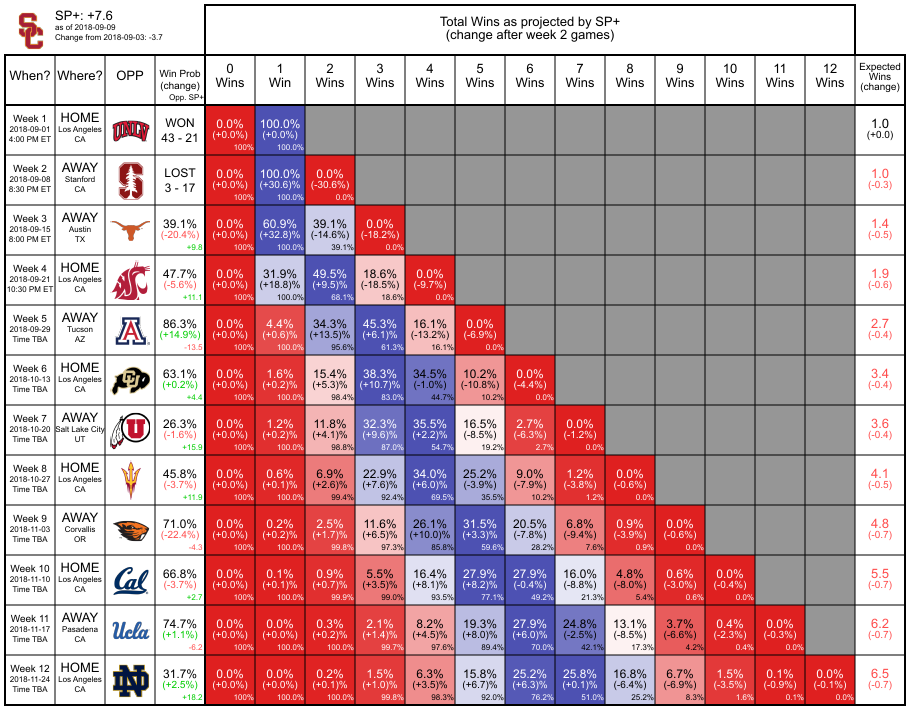 SP+: +7.6
as of 2018-09-09
Change from 2018-09-03: -3.7
Total Wins as projected by SP+
(change after week 2 games)
When? Where? OPP Win Prob (change) Opp. SP+ 0 Wins 1 Win 2 Wins 3 Wins 4 Wins 5 Wins 6 Wins 7 Wins 8 Wins 9 Wins 10 Wins 11 Wins 12 Wins Expected Wins (change)
Week 1 HOME WON 0.0% 100.0% 1.0
2018-09-01 Los Angeles UNLV 43 - 21 (+0.0%) (+0.0%) (+0.0)
4:00 PM ET CA 100% 100.0%
Week 2 AWAY LOST 0.0% 100.0% 0.0% 1.0
2018-09-08 Stanford S 3 - 17 (+0.0%) (+30.6)% (-30.6%) (-0.3)
8:30 PM ET CA 100% 100.0% 0.0%
Week 3 AWAY 39.1% 0.0% 60.9% 39.1% 0.0% 1.4
2018-09-15 Austin (-20.4%) (+0.0%) (+32.8%) (-14.6%) (-18.2%) (-0.5)
8:00 PM ET TX +9.8 100% 100.0% 39.1% 0.0%
Week 4 HOME 47.7% 0.0% 31.9% 49.5% 18.6% 0.0% 1.9
2018-09-21 Los Angeles (-5.6%) (+0.0%) (+18.8%) (+9.5%) (-18.5%) (-9.7%) (-0.6)
10:30 PM ET CA +11.1 100% 100.0% 68.1% 18.6% 0.0%
Week 5 AWAY 86.3% 0.0% 4.4% 34.3% 45.3% 16.1% 0.0% 2.7
2018-09-29 Tucson A (+14.9%) (+0.0%) (+0.6%) (+13.5%) (+6.1%) (-13.2%) (-6.9%) (-0.4)
Time TBA AZ -13.5 100% 100.0% 95.6% 61.3% 16.1% 0.0%
Week 6 HOME 63.1% 0.0% 1.6% 15.4% 38.3% 34.5% 10.2% 0.0% 3.4
2018-10-13 Los Angeles CU (+0.2%) (+0.0%) (+0.2%) (+5.3%) (+10.7%) (-1.0%) (-10.8%) (-4.4%) (-0.4)
Time TBA CA +4.4 100% 100.0% 98.4% 83.0% 44.7% 10.2% 0.0%
Week 7 AWAY 26.3% 0.0% 1.2% 11.8% 32.3% 35.5% 16.5% 2.7% 0.0% 3.6
2018-10-20 Salt Lake City U (-1.6%) (+0.0%) (+0.2%) (+4.1%) (+9.6%) (+2.2%) (-8.5%) (-6.3%) (-1.2%) (-0.4)
Time TBA UT +15.9 100% 100.0% 98.8% 87.0% 54.7% 19.2% 2.7% 0.0%
Week 8 HOME 45.8% 0.0% 0.6% 6.9% 22.9% 34.0% 25.2% 9.0% 1.2% 0.0% 4.1
2018-10-27 Los Angeles (-3.7%) (+0.0%) (+0.1%) (+2.6%) (+7.6%) (+6.0%) (-3.9%) (-7.9%) (-3.8%) (-0.6%) (-0.5)
Time TBA CA +11.9 100% 100.0% 99.4% 92.4% 69.5% 35.5% 10.2% 1.2% 0.0%
Week 9 AWAY 71.0% 0.0% 0.2% 2.5% 11.6% 26.1% 31.5% 20.5% 6.8% 0.9% 0.0% 4.8
2018-11-03 Corvallis (-22.4%) (+0.0%) (+0.1%) (+1.7%) (+6.5%) (+10.0%) (+3.3%) (-7.8%) (-9.4%) (-3.9%) (-0.6%) (-0.7)
Time TBA OR -4.3 100% 100.0% 99.8% 97.3% 85.8% 59.6% 28.2% 7.6% 0.9% 0.0%
Week 10 HOME 66.8% 0.0% 0.1% 0.9% 5.5% 16.4% 27.9% 27.9% 16.0% 4.8% 0.6% 0.0% 5.5
2018-11-10 Los Angeles Cal (-3.7%) (+0.0%) (+0.1%) (+0.7%) (+3.5%) (+8.1%) (+8.2%) (-0.4%) (-8.8%) (-8.0%) (-3.0%) (-0.4%) (-0.7)
Time TBA CA +2.7 100% 100.0% 99.9% 99.0% 93.5% 77.1% 49.2% 21.3% 5.4% 0.6% 0.0%
Week 11 AWAY 74.7% 0.0% 0.0% 0.3% 2.1% 8.2% 19.3% 27.9% 24.8% 13.1% 3.7% 0.4% 0.0% 6.2
2018-11-17 Pasadena Ucla (+1.1%) (+0.0%) (+0.0%) (+0.2%) (+1.4%) (+4.5%) (+8.0%) (+6.0%) (-2.5%) (-8.5%) (-6.6%) (-2.3%) (-0.3%) (-0.7)
Time TBA CA -6.2 100% 100.0% 100.0% 99.7% 97.6% 89.4% 70.0% 42.1% 17.3% 4.2% 0.4% 0.0%
Week 12 HOME 31.7% 0.0% 0.0% 0.2% 1.5% 6.3% 15.8% 25.2% 25.8% 16.8% 6.7% 1.5% 0.1% 0.0% 6.5
2018-11-24 Los Angeles ND (+2.5%) (+0.0%) (+0.0%) (+0.1%) (+1.0%) (+3.5%) (+6.7%) (+6.3%) (+0.1%) (-6.4%) (-6.9%) (-3.5%) (-0.9%) (-0.1%) (-0.7)
Time TBA CA +18.2 100% 100.0% 100.0% 99.8% 98.3% 92.0% 76.2% 51.0% 25.2% 8.3% 1.6% 0.1% 0.0%